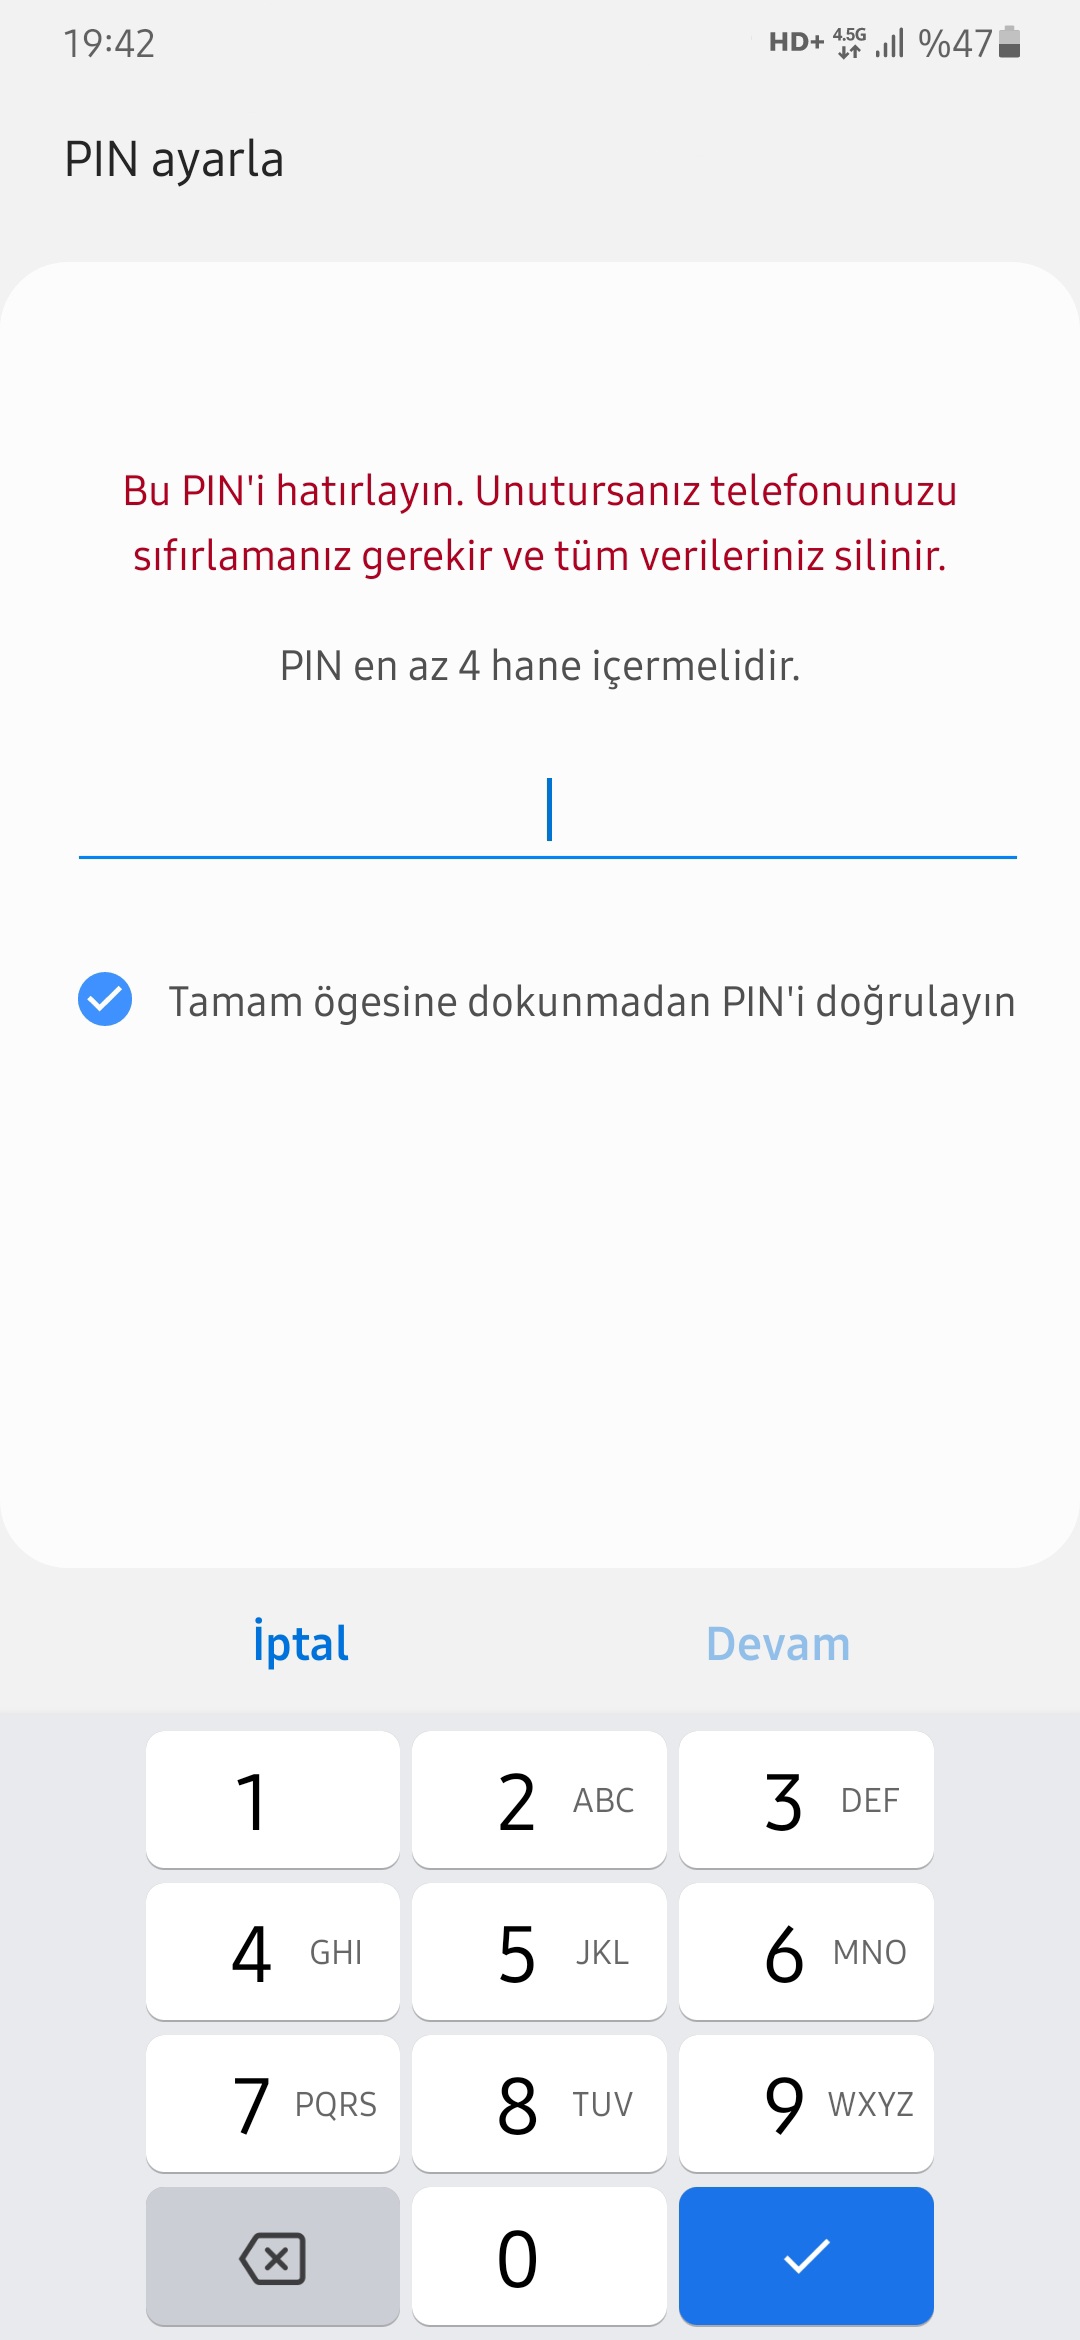 19:42 HD+ 4.5G %47
PIN ayarla
Bu PIN'i hatırlayın. Unutursanız telefonunuzu
sıfırlamanız gerekir ve tüm verileriniz silinir.
PIN en az 4 hane içermelidir.
Tamam ögesine dokunmadan PIN'i doğrulayın
İptal Devam
1 2 ABC 3 DEF
4 GHI 5 JKL 6 MNO
7 PQRS 8 TUV 9 WXYZ
0